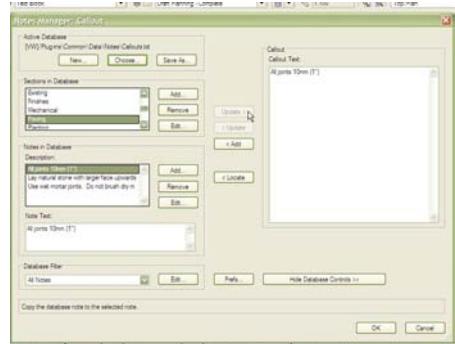 Notes Manager: Callout
Active Database
[VW] Plug-ins\Common\Data\Notes\Callouts.txt
New... Choose... Save As...
Sections in Database
Existing
Finishes
Mechanical
Paving
Planting
Add...
Remove
Edit...
Notes in Database
Description:
All joints 10mm (1")
Lay natural stone with larger face upwards
Use wet mortar joints. Do not brush dry m
Add...
Remove
Edit...
Note Text:
All joints 10mm (1")
Database Filter
All Notes
Edit...
Callout
Callout Text:
All joints 10mm (1")
Update >
< Update
< Add
< Locate
Prefs... Hide Database Controls >>
Copy the database note to the selected note.
OK Cancel